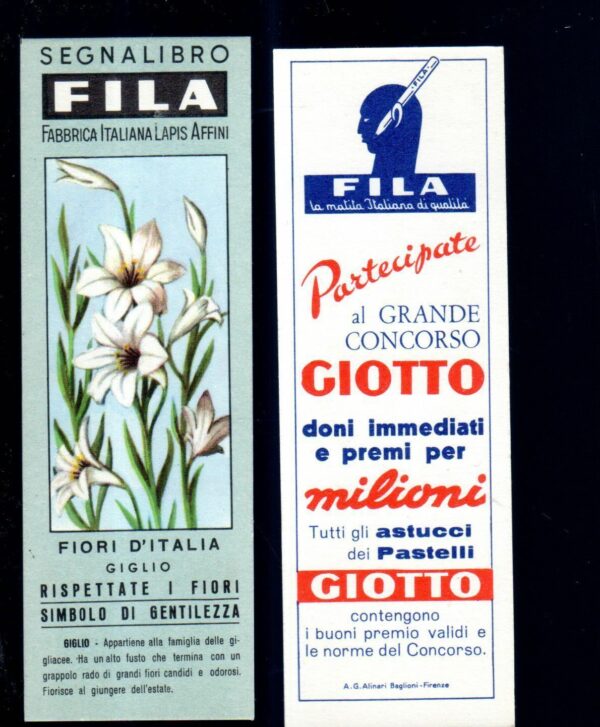 SEGNALIBRO
FILA
FABBRICA ITALIANA LAPIS AFFINI
FIORI D'ITALIA
GIGLIO
RISPETTATE I FIORI
SIMBOLO DI GENTILEZZA
GIGLIO - Appartiene alla famiglia delle gi-
gliacee. Ha un alto fusto che termina con un
grappolo rado di grandi fiori candidi e odorosi.
Fiorisce al giungere dell'estate.
FILA
FILA
la matita Italiana di qualità
Partecipate
al GRANDE
CONCORSO
GIOTTO
doni immediati
e premi per
milioni
Tutti gli astucci
dei Pastelli
GIOTTO
contengono
i buoni premio validi e
le norme del Concorso.
A.G. Alinari Baglioni-Firenze